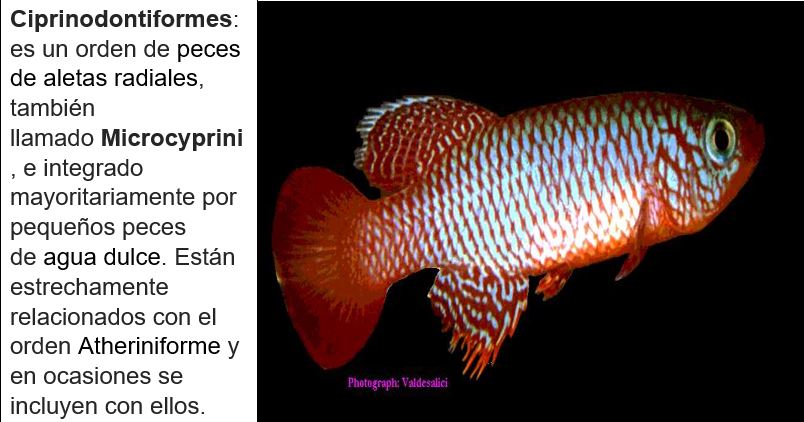 Ciprinodontiformes:
es un orden de peces
de aletas radiales,
también
llamado Microcyprini
, e integrado
mayoritariamente por
pequeños peces
de agua dulce. Están
estrechamente
relacionados con el
orden Atheriniforme y
en ocasiones se
incluyen con ellos.
Photograph: Valdesalici